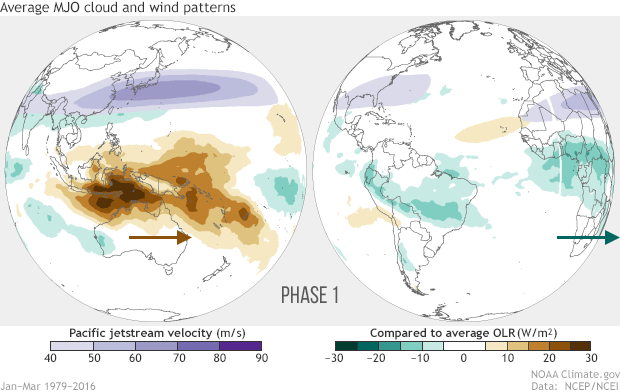 Average MJO cloud and wind patterns
PHASE 1
Pacific jetstream velocity (m/s)
40 50 60 70 80 90
Compared to average OLR (W/m²)
−30 −20 −10 0 10 20 30
NOAA Climate.gov
Jan–Mar 1979–2016
Data: NCEP/NCEI